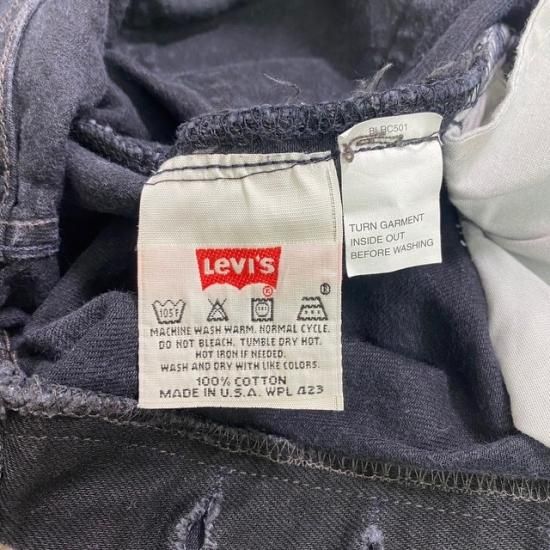 BLBC501
TURN GARMENT
INSIDE OUT
BEFORE WASHING
LEVI'S
®
105F
MACHINE WASH WARM. NORMAL CYCLE.
DO NOT BLEACH. TUMBLE DRY HOT.
HOT IRON IF NEEDED.
WASH AND DRY WITH LIKE COLORS.
100% COTTON
MADE IN U.S.A. WPL 423